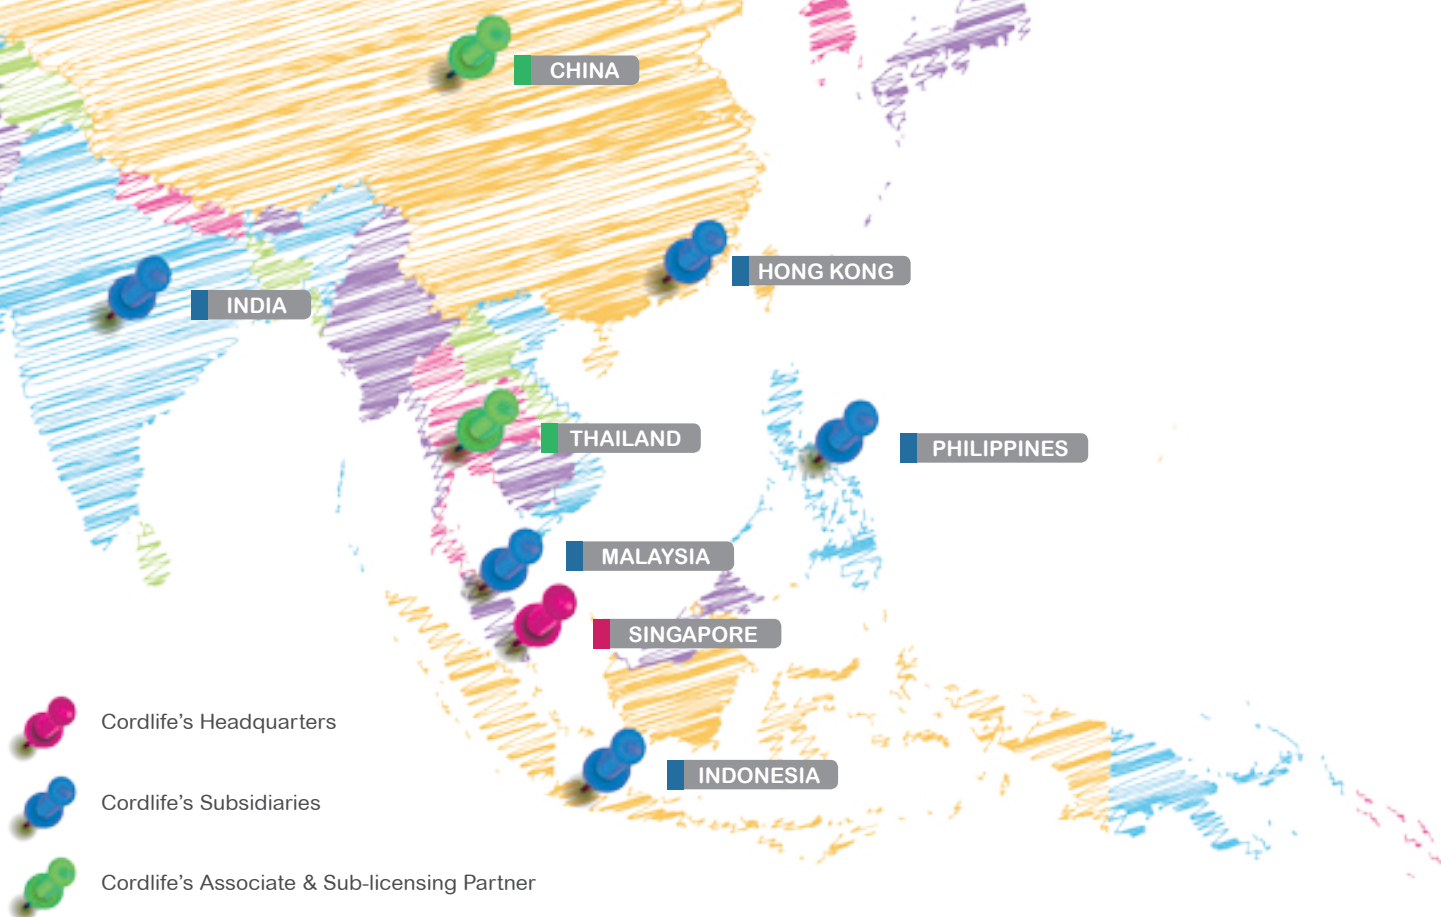 CHINA
HONG KONG
INDIA
THAILAND
PHILIPPINES
MALAYSIA
SINGAPORE
INDONESIA
Cordlife’s Headquarters
Cordlife’s Subsidiaries
Cordlife’s Associate & Sub-licensing Partner